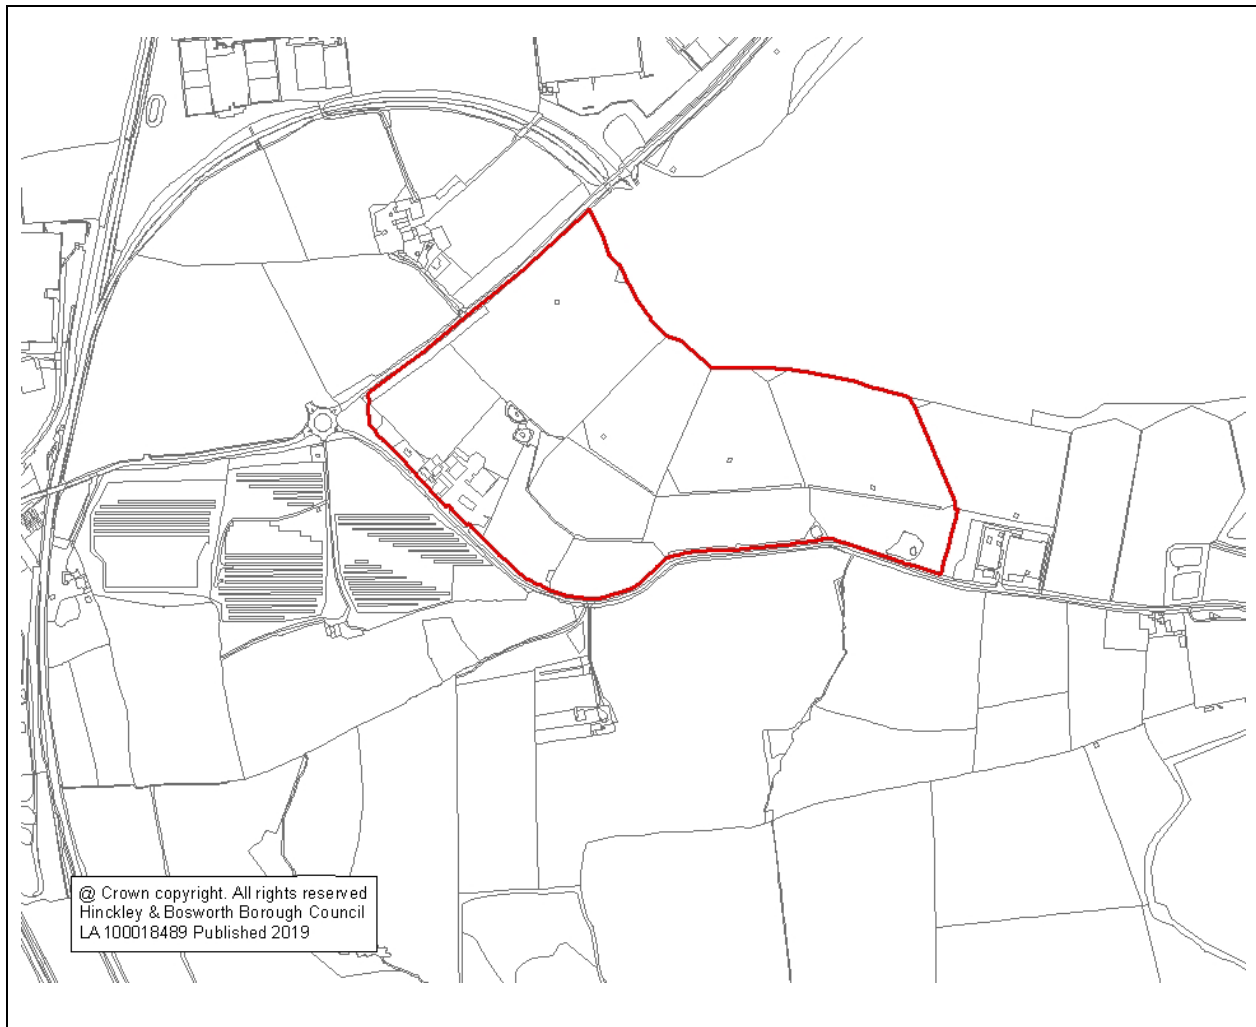 @ Crown copyright. All rights reserved
Hinckley & Bosworth Borough Council
LA 100018489 Published 2019